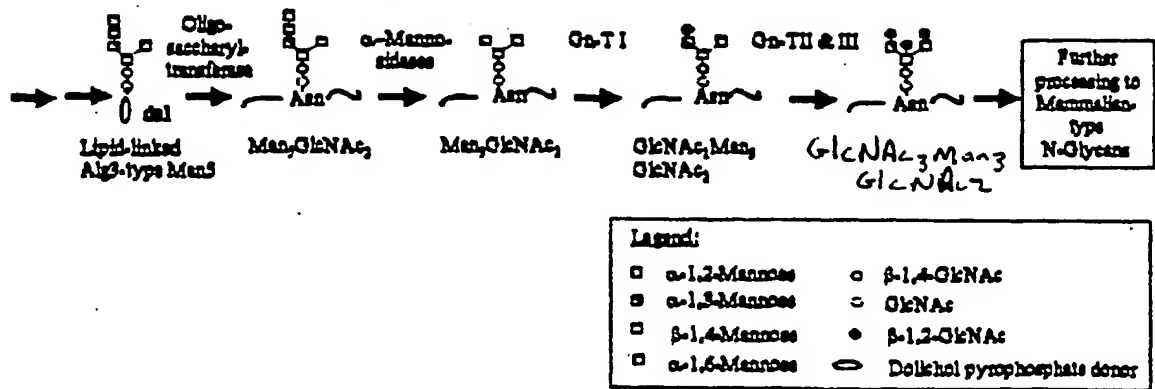 Oligo-
saccharyl-
transferase
α-Manno-
sidases
Gn-T I
Gn-TII & III
dol
Asn
Asn
Asn
Asn
Lipid-linked
Alg3-type Man5
Man5GlcNAc2
Man3GlcNAc2
GlcNAc1Man3
GlcNAc2
GlcNAc3Man3
GlcNAc2
Further
processing to
Mammalian-
type
N-Glycans
Legend:
α-1,2-Mannose
α-1,3-Mannose
β-1,4-Mannose
α-1,6-Mannose
β-1,4-GlcNAc
GlcNAc
β-1,2-GlcNAc
Dolichol pyrophosphate donor